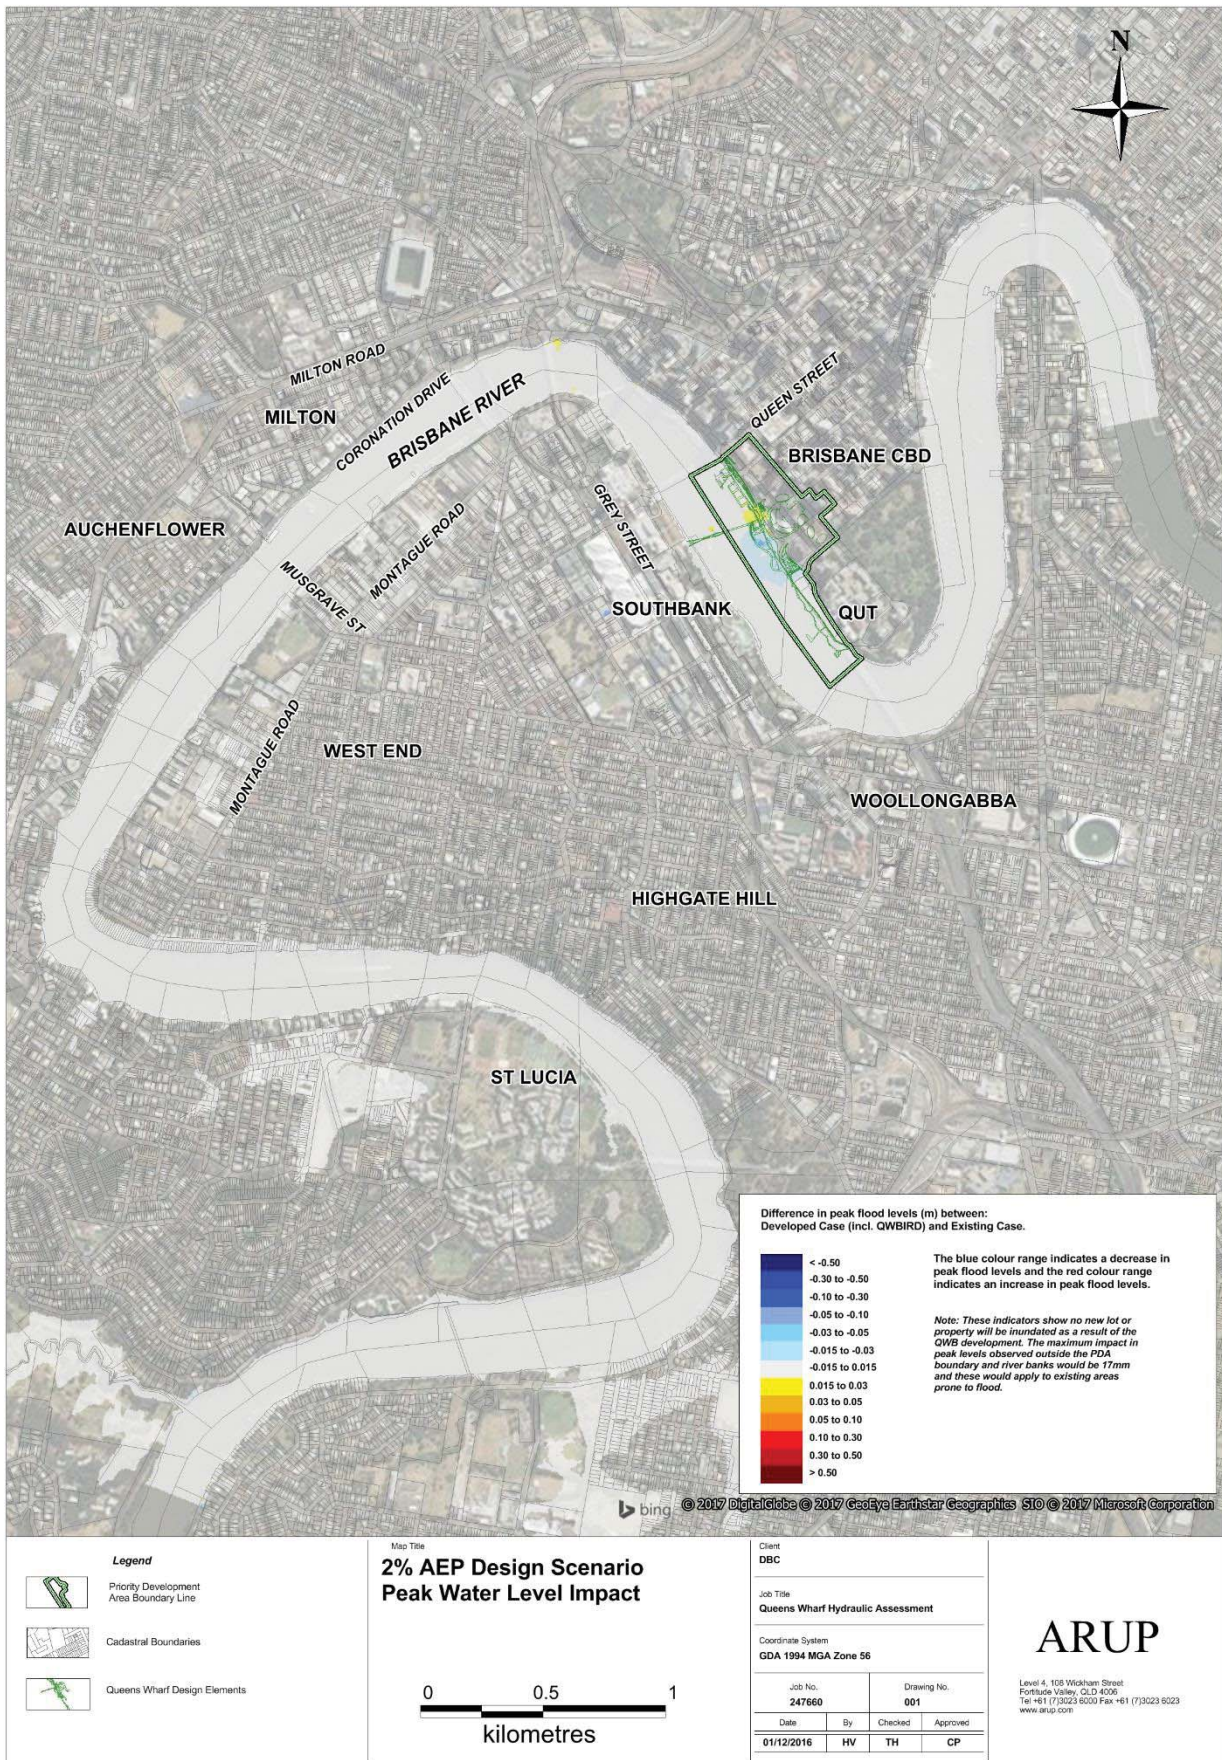 N
MILTON ROAD
MILTON
CORONATION DRIVE
BRISBANE RIVER
QUEEN STREET
BRISBANE CBD
AUCHENFLOWER
GREY STREET
MONTAGUE ROAD
MUSGRAVE ST
SOUTHBANK
QUT
MONTAGUE ROAD
WEST END
WOOLLONGABBA
HIGHGATE HILL
ST LUCIA
Difference in peak flood levels (m) between:
Developed Case (incl. QWBIRD) and Existing Case.
< -0.50
-0.30 to -0.50
-0.10 to -0.30
-0.05 to -0.10
-0.03 to -0.05
-0.015 to -0.03
-0.015 to 0.015
0.015 to 0.03
0.03 to 0.05
0.05 to 0.10
0.10 to 0.30
0.30 to 0.50
> 0.50
The blue colour range indicates a decrease in
peak flood levels and the red colour range
indicates an increase in peak flood levels.
Note: These indicators show no new lot or
property will be inundated as a result of the
QWB development. The maximum impact in
peak levels observed outside the PDA
boundary and river banks would be 17mm
and these would apply to existing areas
prone to flood.
bing
© 2017 DigitalGlobe © 2017 GeoEye Earthstar Geographics SIO © 2017 Microsoft Corporation
Legend
Priority Development
Area Boundary Line
Cadastral Boundaries
Queens Wharf Design Elements
Map Title
2% AEP Design Scenario
Peak Water Level Impact
0 0.5 1
kilometres
Client
DBC
Job Title
Queens Wharf Hydraulic Assessment
Coordinate System
GDA 1994 MGA Zone 56
Job No. Drawing No.
247660 001
Date By Checked Approved
01/12/2016 HV TH CP
ARUP
Level 4, 108 Wickham Street
Fortitude Valley, QLD 4006
Tel +61 (7)3023 6000 Fax +61 (7)3023 6023
www.arup.com